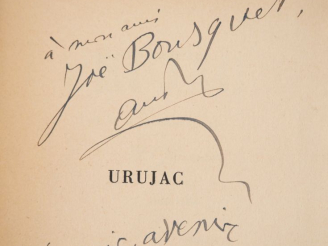 à mon ami
Joë Bousquet,
URUJAC
avenir